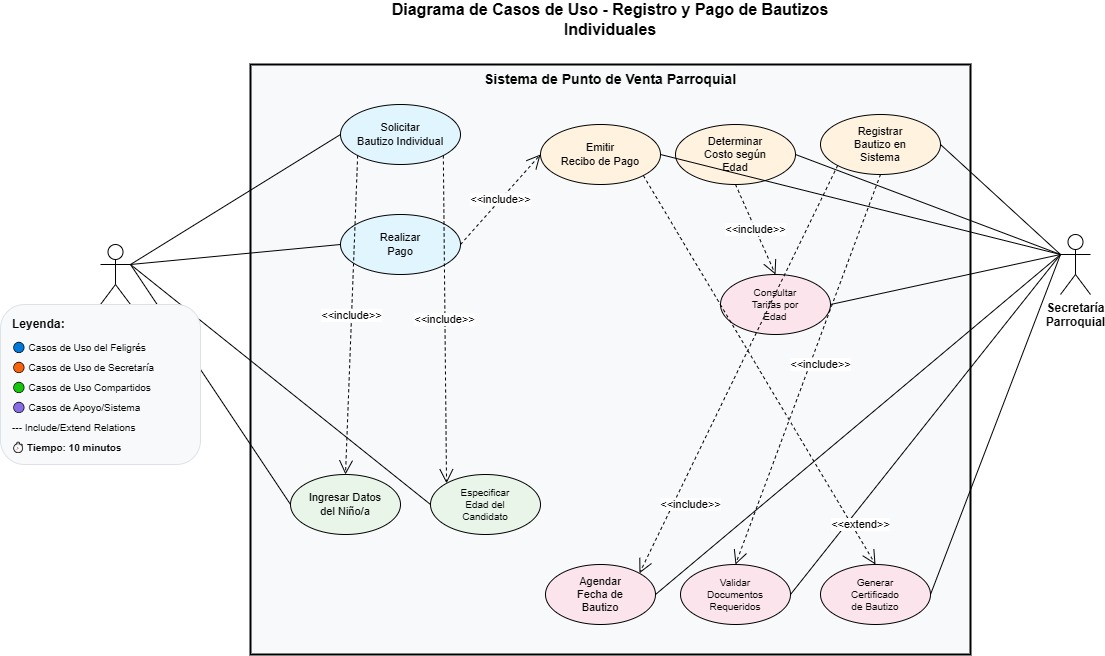 Diagrama de Casos de Uso - Registro y Pago de Bautizos
Individuales
Sistema de Punto de Venta Parroquial
Solicitar
Bautizo Individual
Emitir
Recibo de Pago
Determinar
Costo según
Edad
Registrar
Bautizo en
Sistema
<<include>>
Realizar
Pago
<<include>>
Consultar
Tarifas por
Edad
Secretaría
Parroquial
Leyenda:
Casos de Uso del Feligrés
Casos de Uso de Secretaría
Casos de Uso Compartidos
Casos de Apoyo/Sistema
--- Include/Extend Relations
⏱ Tiempo: 10 minutos
<<include>>
<<include>>
<<include>>
Ingresar Datos
del Niño/a
Especificar
Edad del
Candidato
<<include>>
<<extend>>
Agendar
Fecha de
Bautizo
Validar
Documentos
Requeridos
Generar
Certificado
de Bautizo